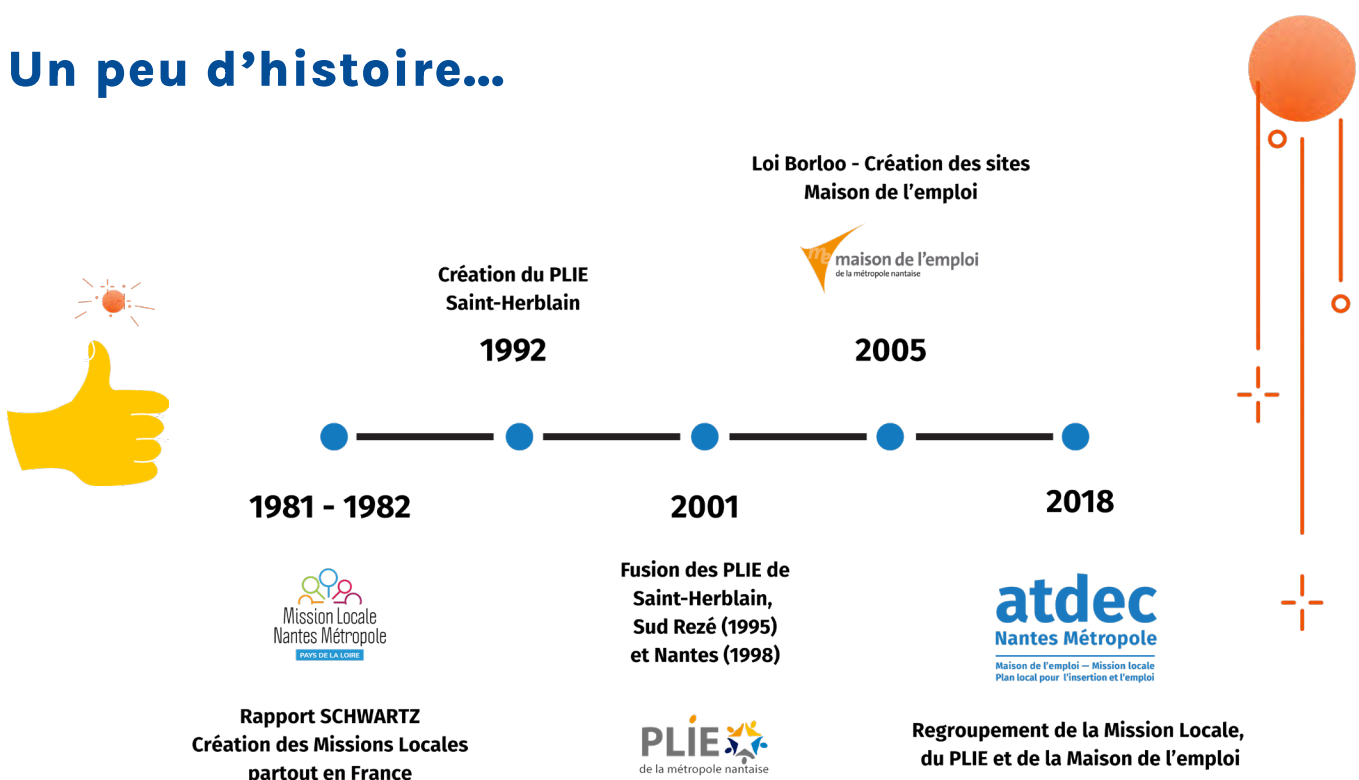 Un peu d’histoire...
Loi Borloo - Création des sites
Maison de l’emploi
me maison de l’emploi
de la métropole nantaise
Création du PLIE
Saint-Herblain
1992
2005
1981 - 1982
2001
2018
Mission Locale
Nantes Métropole
PAYS DE LA LOIRE
Rapport SCHWARTZ
Création des Missions Locales
partout en France
Fusion des PLIE de
Saint-Herblain,
Sud Rezé (1995)
et Nantes (1998)
PLIE
de la métropole nantaise
atdec
Nantes Métropole
Maison de l’emploi — Mission locale
Plan local pour l’insertion et l’emploi
Regroupement de la Mission Locale,
du PLIE et de la Maison de l’emploi